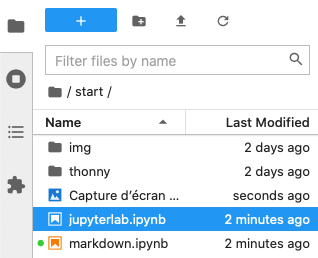 Filter files by name
/ start /
Name Last Modified
img 2 days ago
thonny 2 days ago
Capture d’écran ... seconds ago
jupyterlab.ipynb 2 minutes ago
markdown.ipynb 2 minutes ago